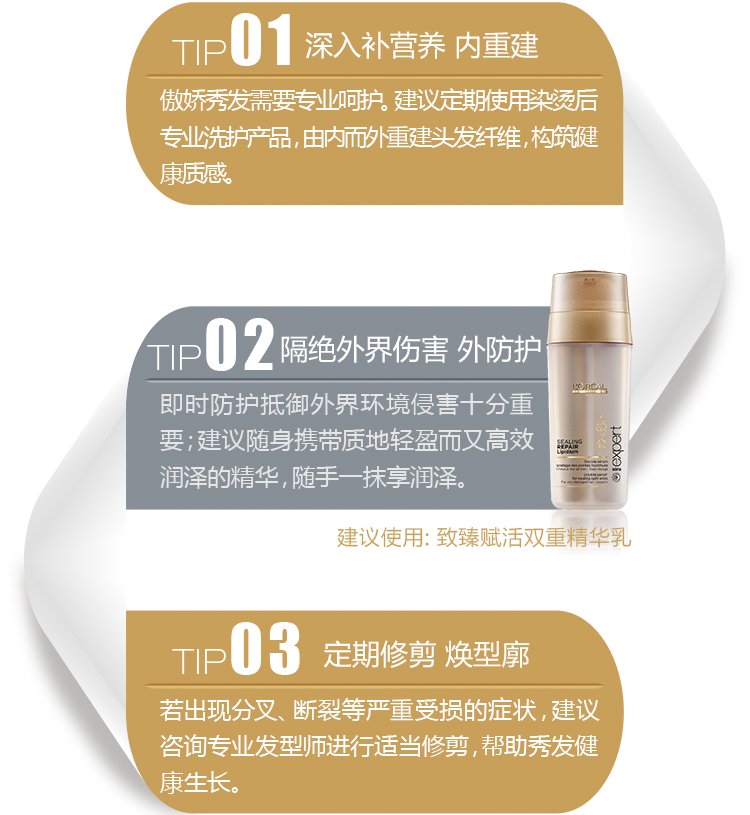 TIP01 深入补营养 内重建
傲娇秀发需要专业呵护。建议定期使用染烫后
专业洗护产品，由内而外重建头发纤维，构筑健
康质感。
TIP02 隔绝外界伤害 外防护
即时防护抵御外界环境侵害十分重
要；建议随身携带质地轻盈而又高效
润泽的精华，随手一抹享润泽。
L'ORÉAL
SEALING
REPAIR
Lipidium
expert
建议使用: 致臻赋活双重精华乳
TIP03 定期修剪 焕型廓
若出现分叉、断裂等严重受损的症状，建议
咨询专业发型师进行适当修剪，帮助秀发健
康生长。